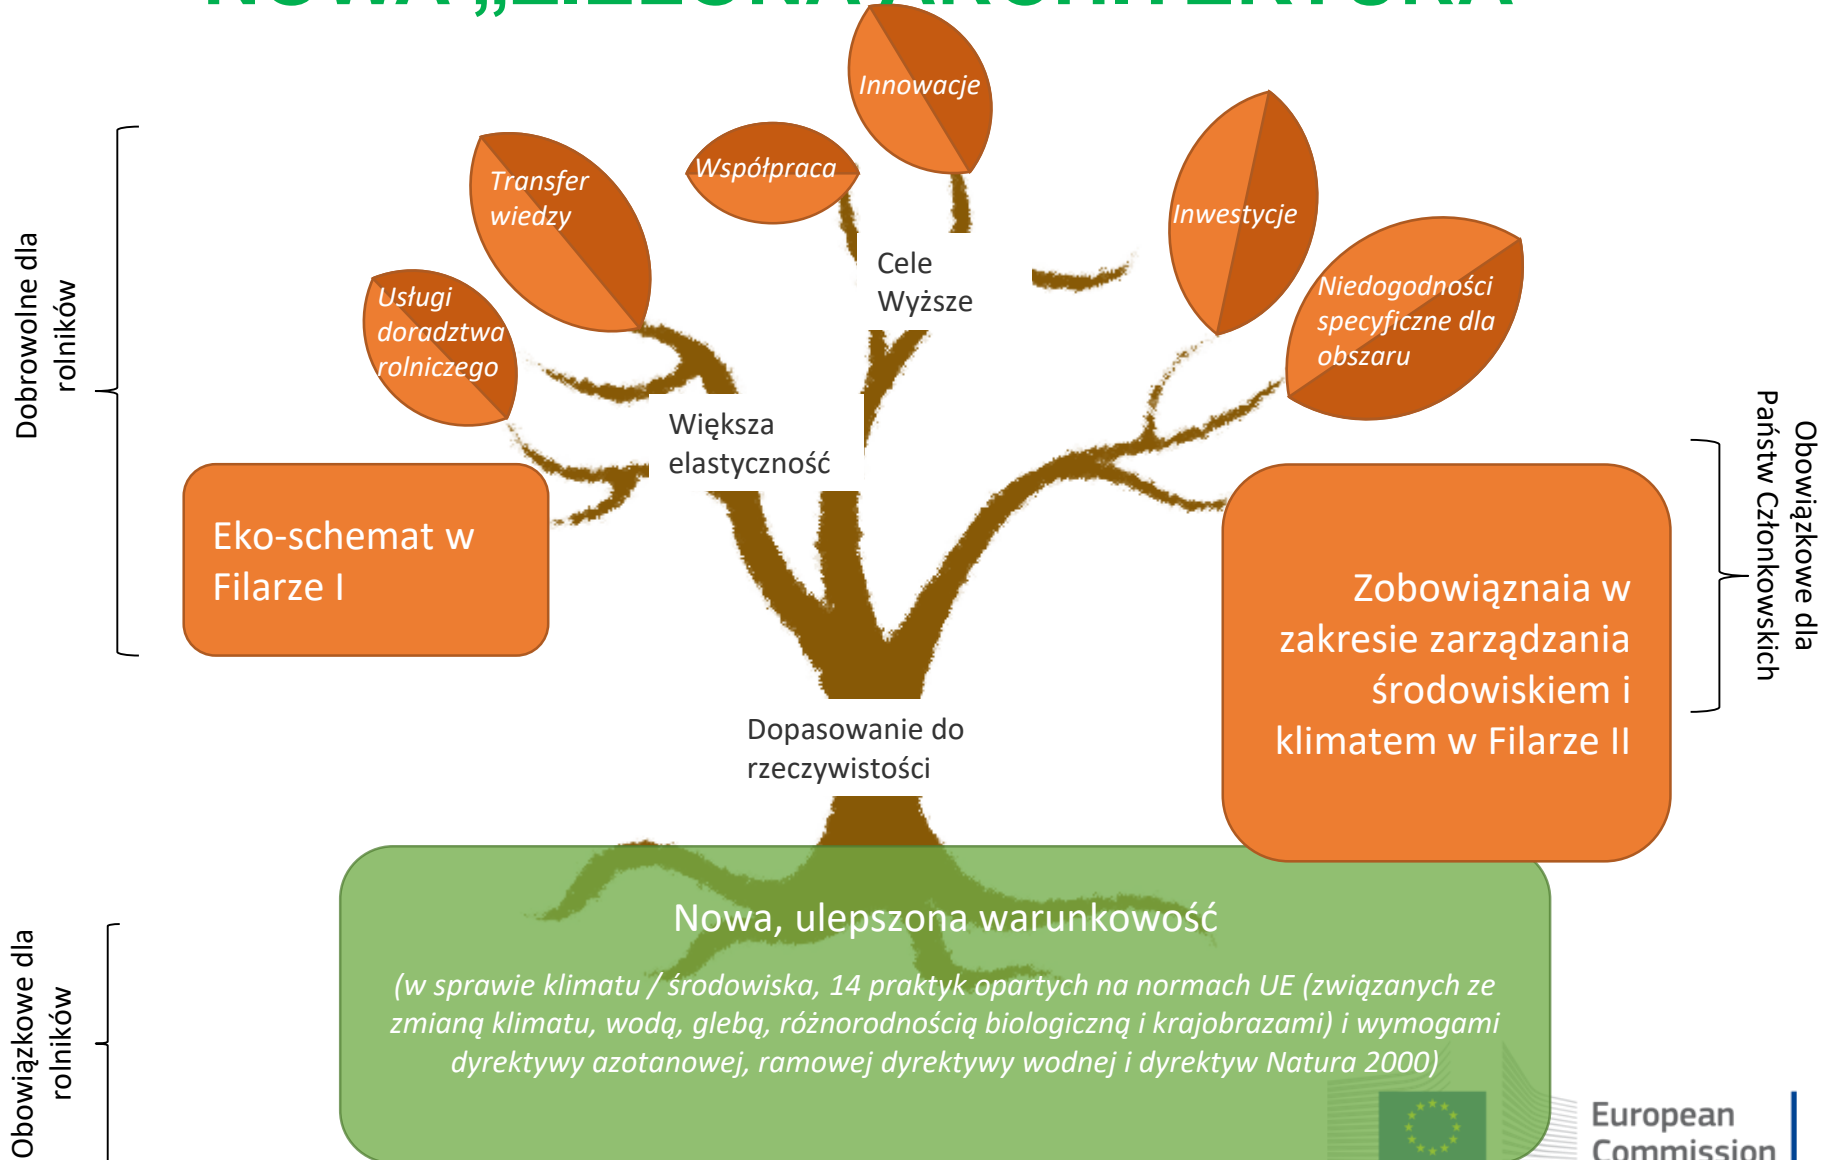 NOWA „ZIELONA ARCHITEKTURA
Innowacje
Współpraca
Transfer
wiedzy
Inwestycje
Usługi
doradztwa
rolniczego
Niedogodności
specyficzne dla
obszaru
Cele
Wyższe
Większa
elastyczność
Dobrowolne dla
rolników
Eko-schemat w
Filarze I
Zobowiąznaia w
zakresie zarządzania
środowiskiem i
klimatem w Filarze II
Obowiązkowe dla
Państw Członkowskich
Dopasowanie do
rzeczywistości
Obowiązkowe dla
rolników
Nowa, ulepszona warunkowość
(w sprawie klimatu / środowiska, 14 praktyk opartych na normach UE (związanych ze
zmianą klimatu, wodą, glebą, różnorodnością biologiczną i krajobrazami) i wymogami
dyrektywy azotanowej, ramowej dyrektywy wodnej i dyrektyw Natura 2000)
European
Commission